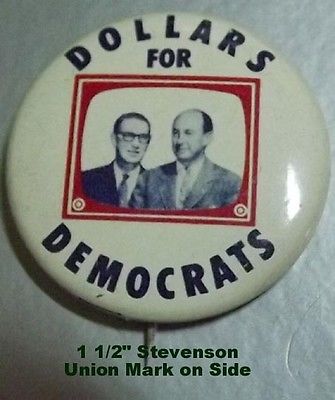 DOLLARS
FOR
DEMOCRATS
1 1/2" Stevenson
Union Mark on Side